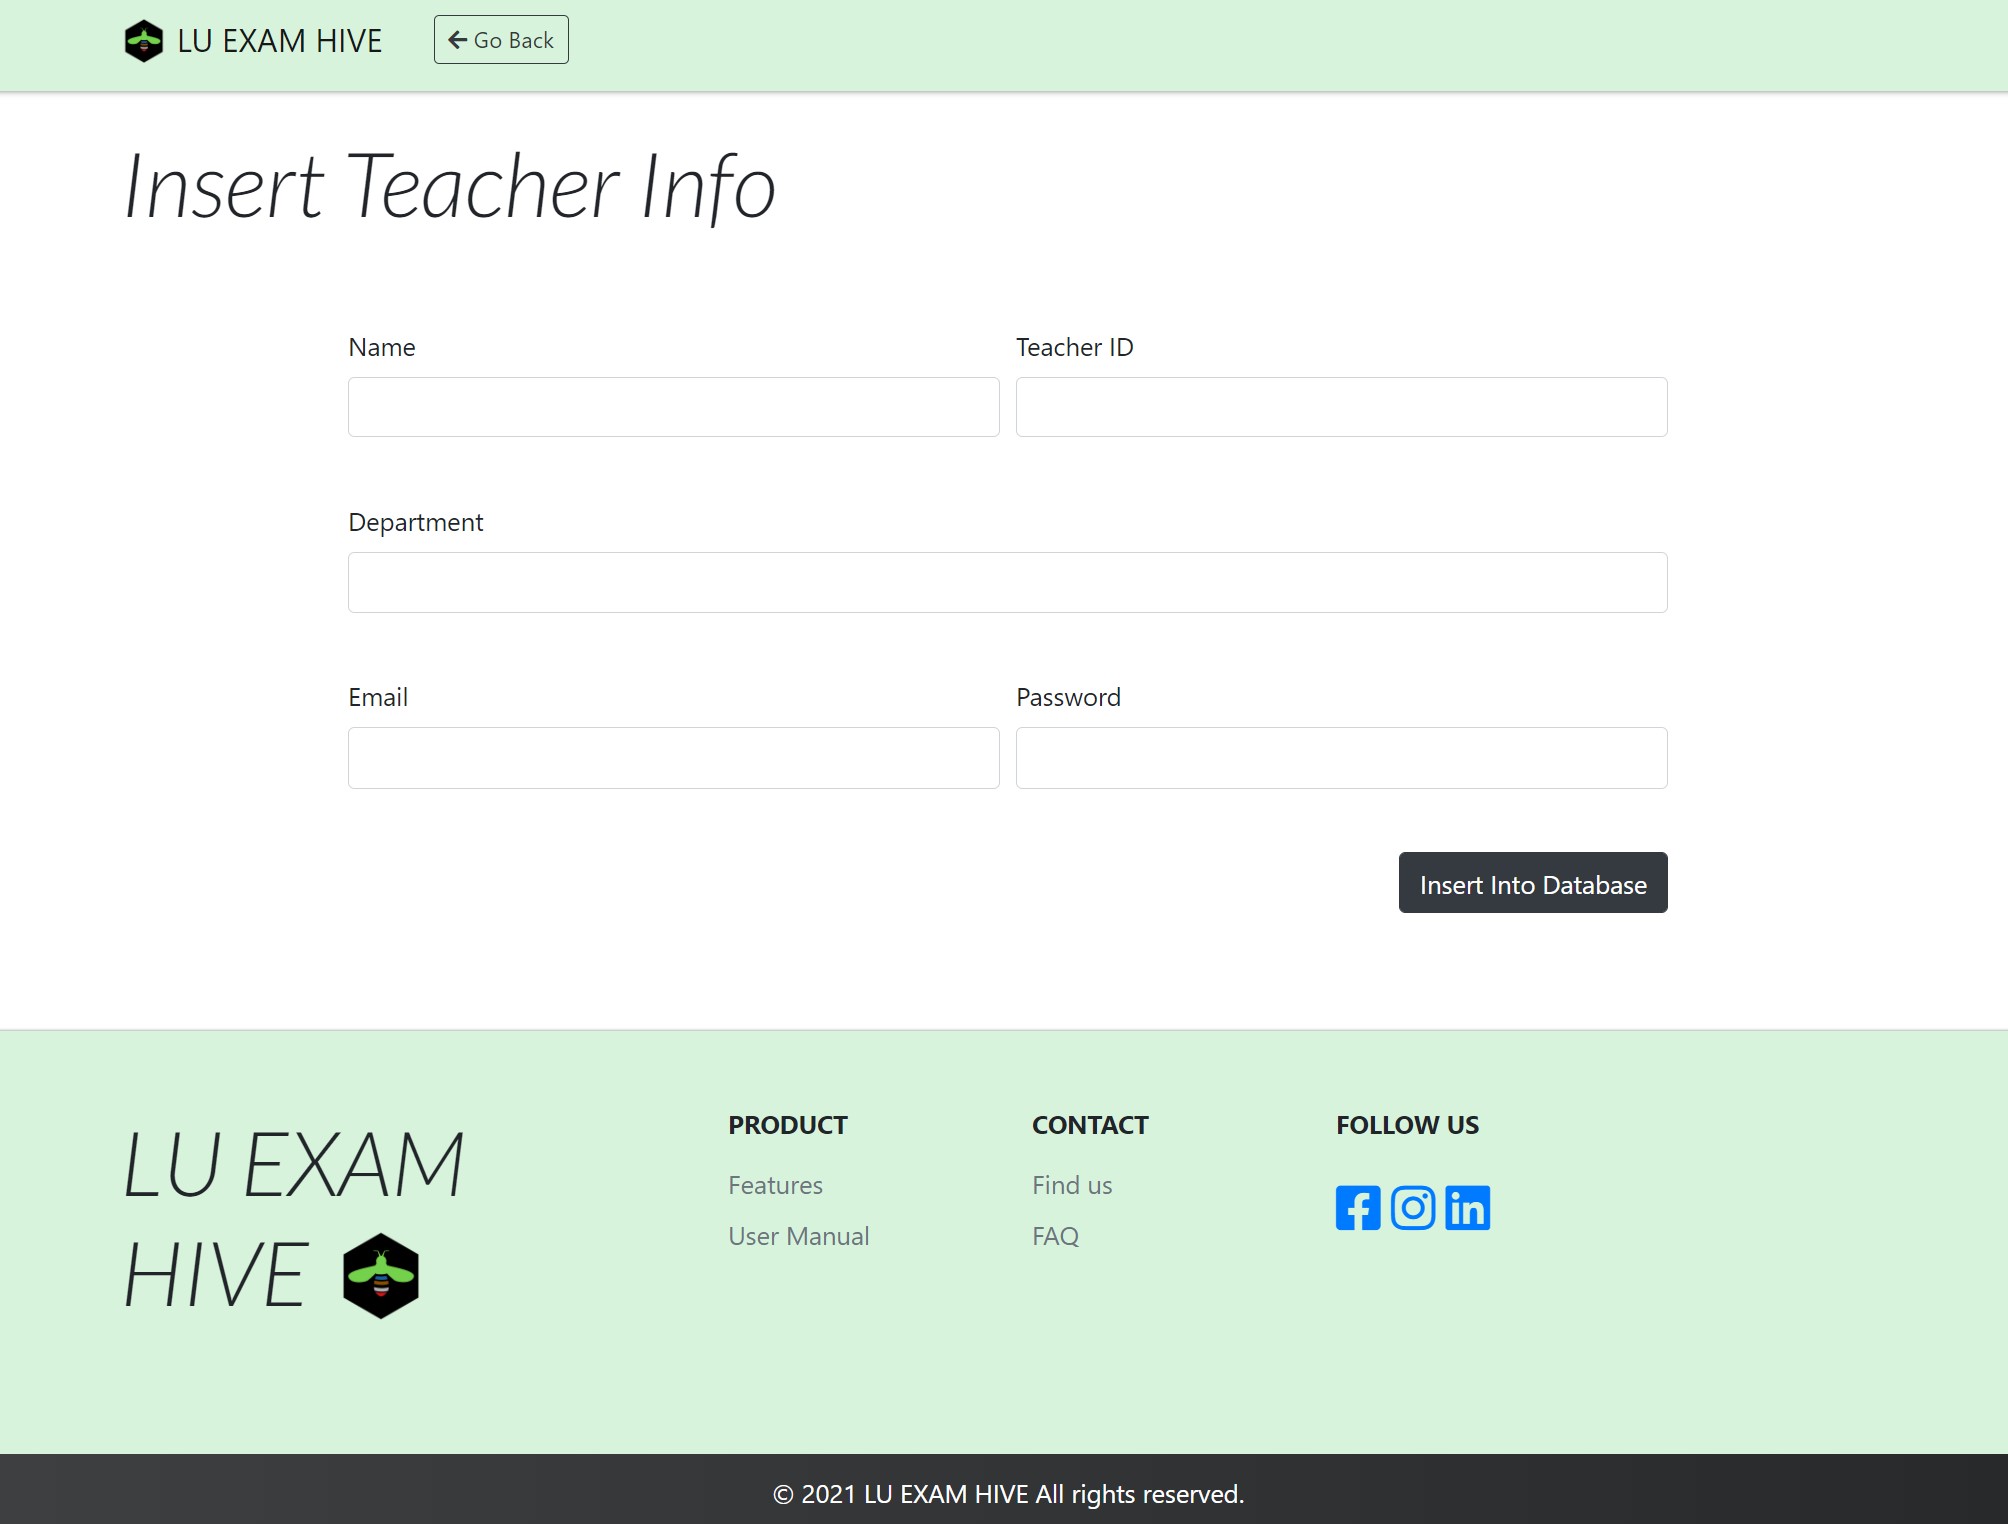 LU EXAM HIVE
Go Back
Insert Teacher Info
Name
Teacher ID
Department
Email
Password
Insert Into Database
LU EXAM
HIVE
PRODUCT
Features
User Manual
CONTACT
Find us
FAQ
FOLLOW US
© 2021 LU EXAM HIVE All rights reserved.